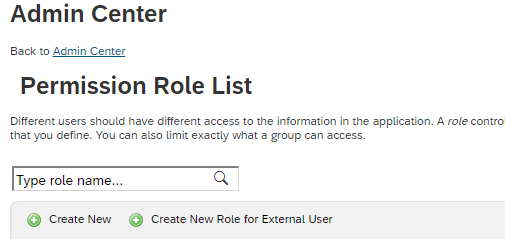 Admin Center
Back to Admin Center
Permission Role List
Different users should have different access to the information in the application. A role contro
that you define. You can also limit exactly what a group can access.
Type role name...
Create New Create New Role for External User